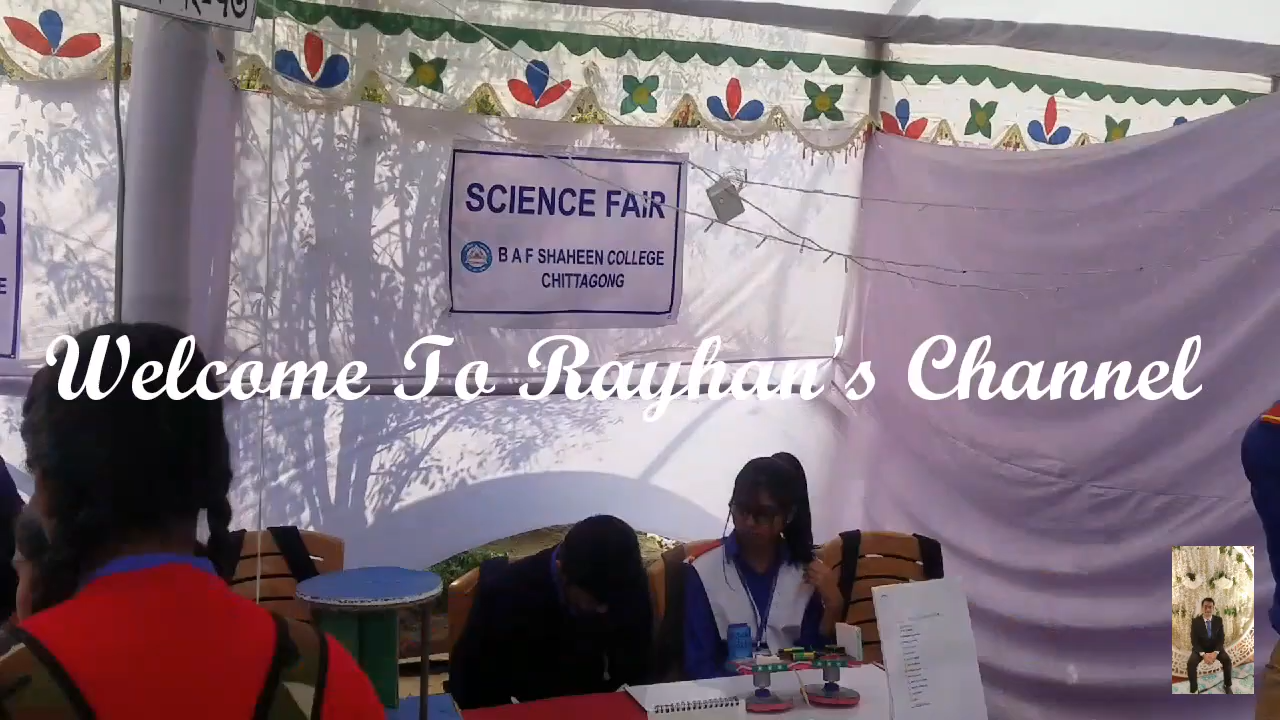 SCIENCE FAIR
B A F SHAHEEN COLLEGE
CHITTAGONG
Welcome To Rayhan's Channel